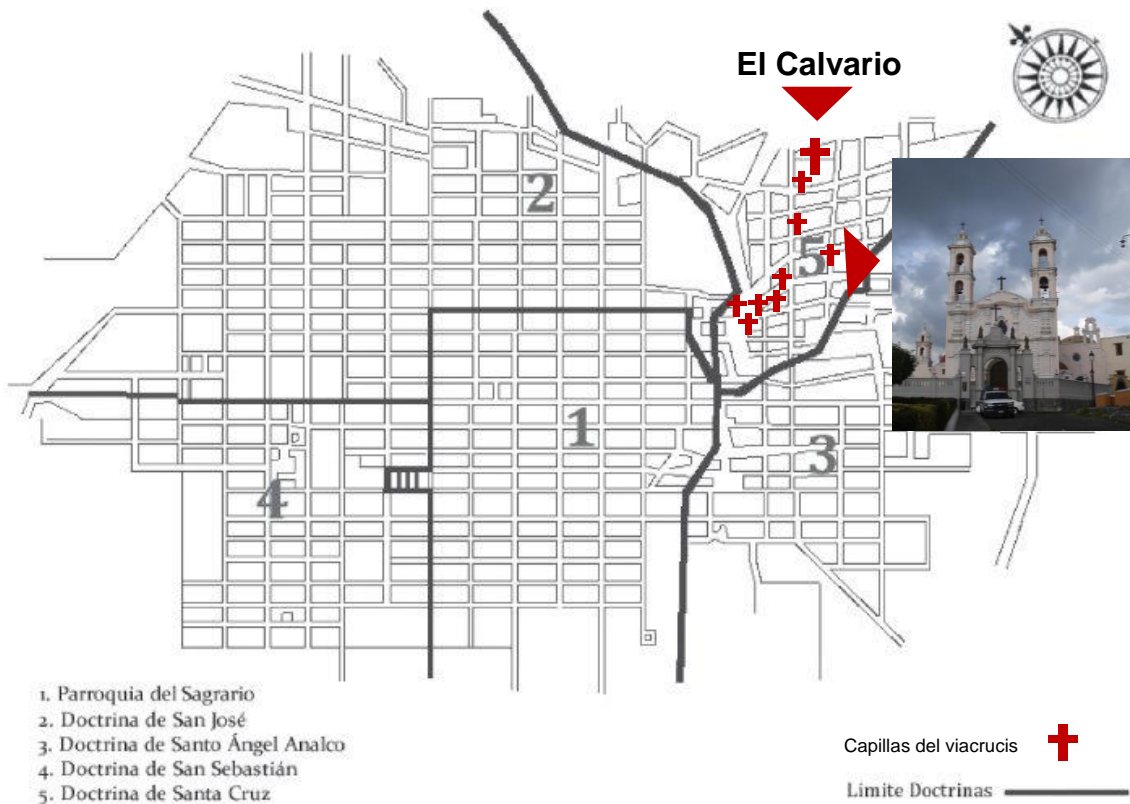 El Calvario
2
5
1
3
4
1. Parroquia del Sagrario
2. Doctrina de San José
3. Doctrina de Santo Ángel Analco
4. Doctrina de San Sebastián
5. Doctrina de Santa Cruz
Capillas del viacrucis
Limite Doctrinas